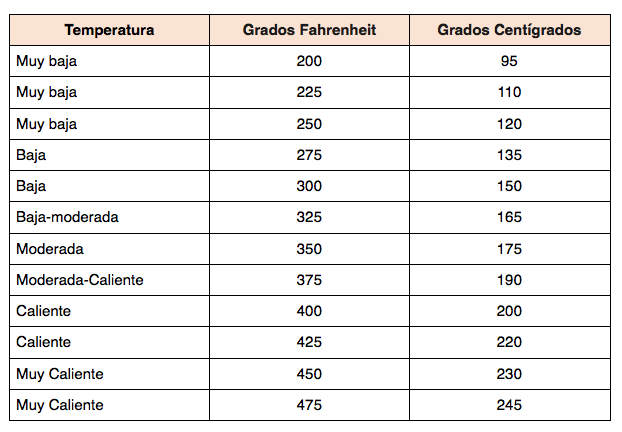 Temperatura Grados Fahrenheit Grados Centígrados
Muy baja 200 95
Muy baja 225 110
Muy baja 250 120
Baja 275 135
Baja 300 150
Baja-moderada 325 165
Moderada 350 175
Moderada-Caliente 375 190
Caliente 400 200
Caliente 425 220
Muy Caliente 450 230
Muy Caliente 475 245